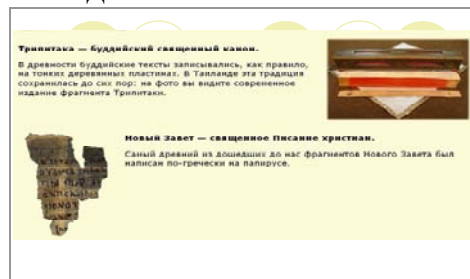 Трипитака — буддийский священный канон.
В древности буддийские тексты записывались, как правило,
на тонких деревянных пластинах. В Таиланде эта традиция
сохранилась до сих пор: на фото вы видите современное
издание фрагмента Трипитаки.
Новый Завет — священное Писание христиан.
Самый древний из дошедших до нас фрагментов Нового Завета был
написан по-гречески на папирусе.